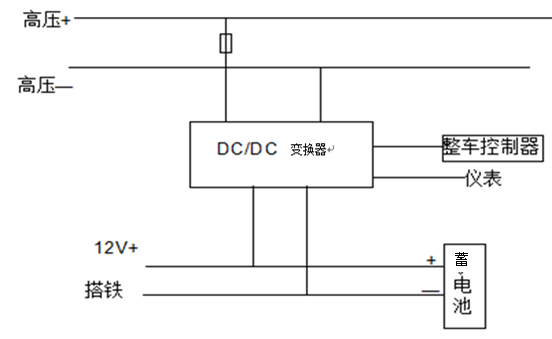 高压+
高压—
DC/DC 变换器
整车控制器
仪表
12V+
搭铁
+
—
蓄
电
池